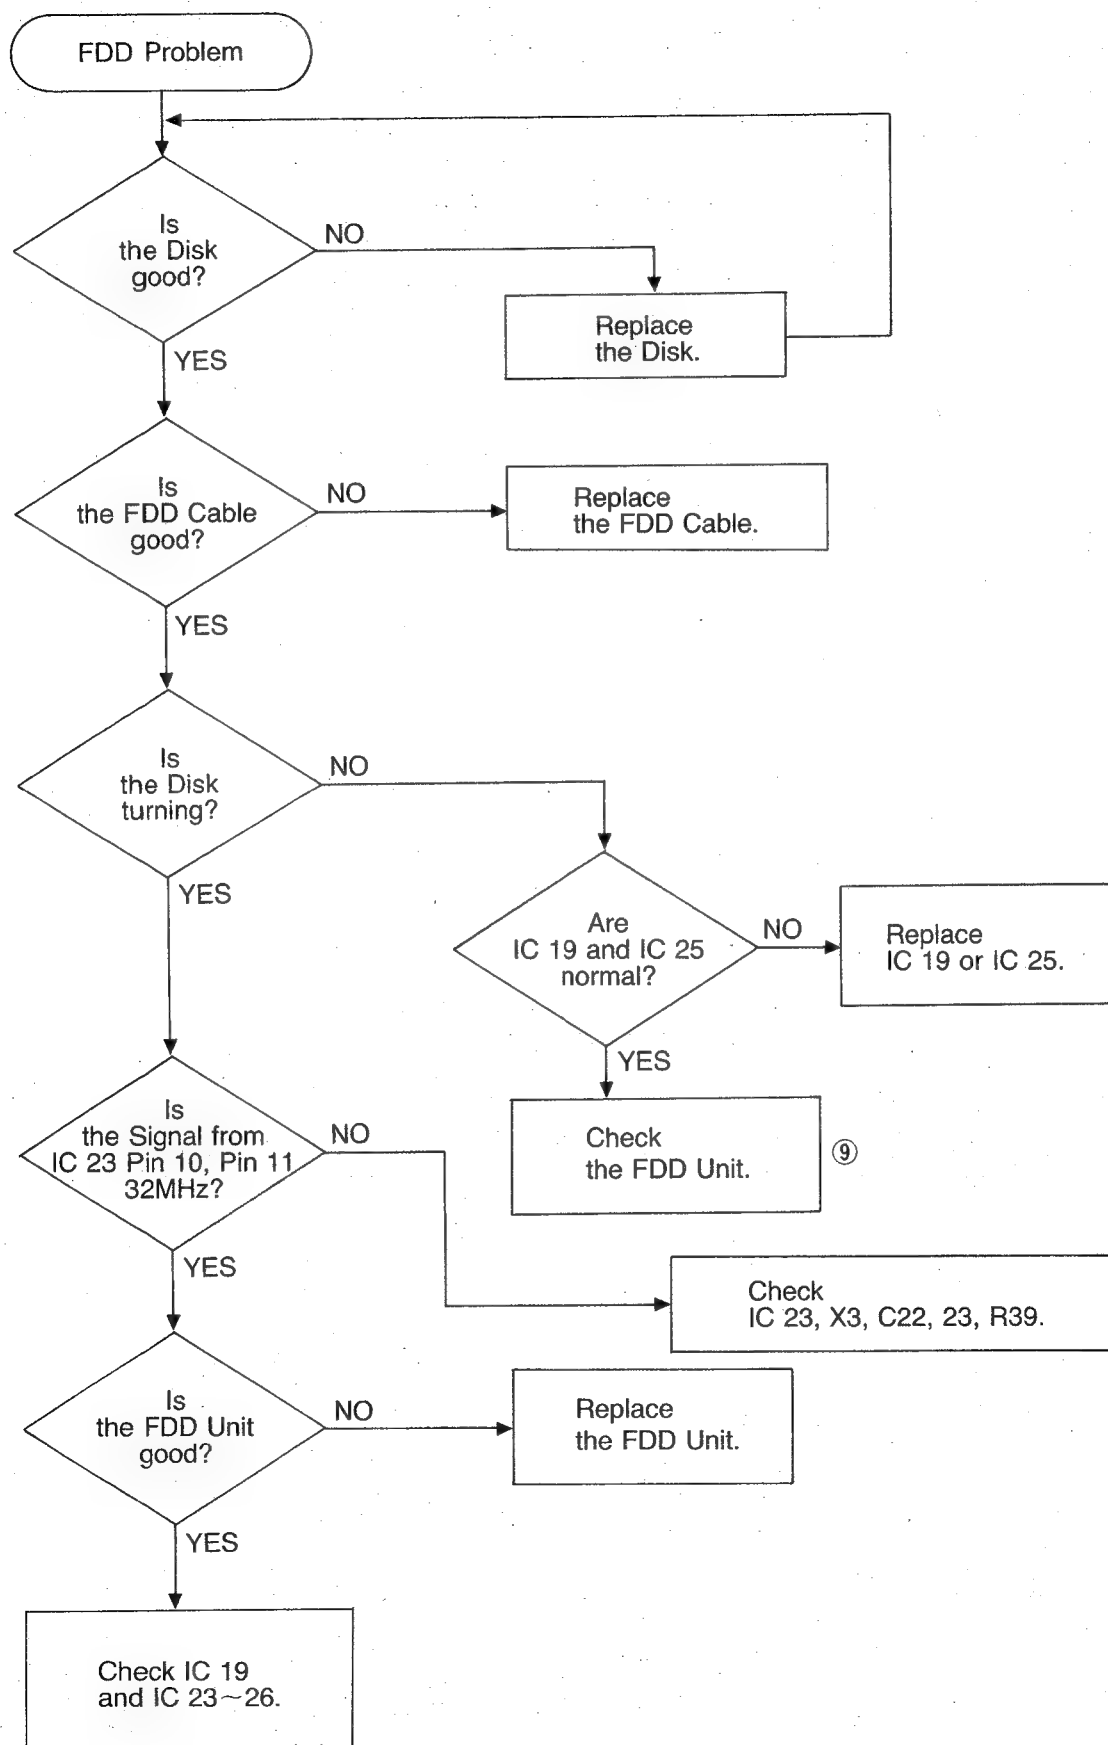 FDD Problem
Is
the Disk
good?
NO
Replace
the Disk.
YES
Is
the FDD Cable
good?
NO
Replace
the FDD Cable.
YES
Is
the Disk
turning?
NO
YES
Are
IC 19 and IC 25
normal?
NO
Replace
IC 19 or IC 25.
YES
Check
the FDD Unit.
⑨
Is
the Signal from
IC 23 Pin 10, Pin 11
32MHz?
NO
Check
IC 23, X3, C22, 23, R39.
YES
Is
the FDD Unit
good?
NO
Replace
the FDD Unit.
YES
Check IC 19
and IC 23~26.